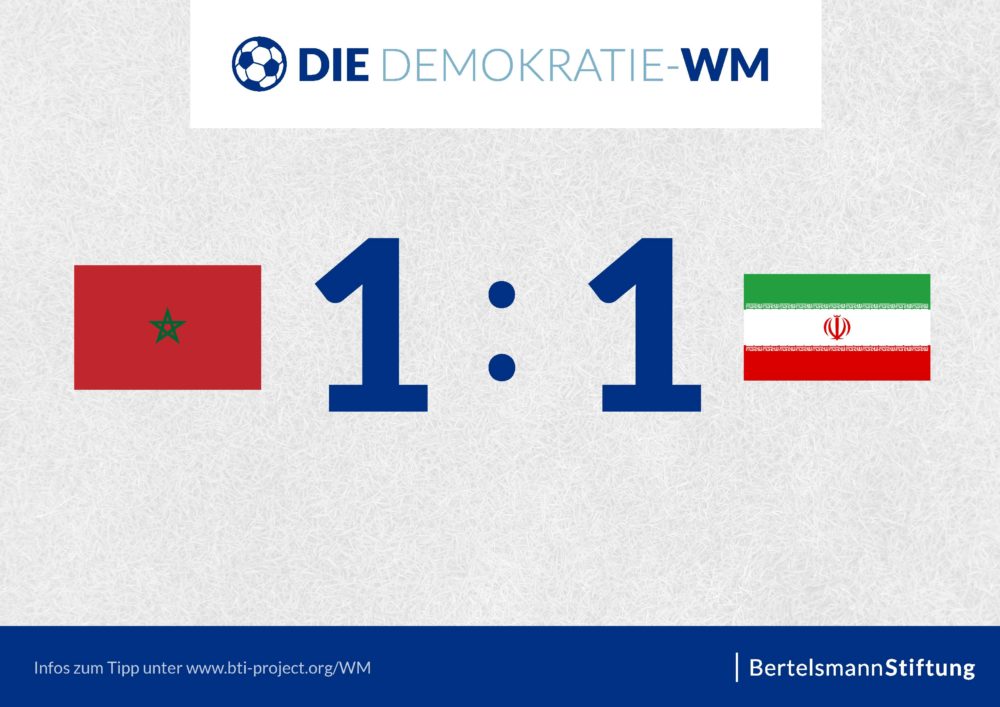 DIE DEMOKRATIE-WM
1:1
Infos zum Tipp unter www.bti-project.org/WM
BertelsmannStiftung